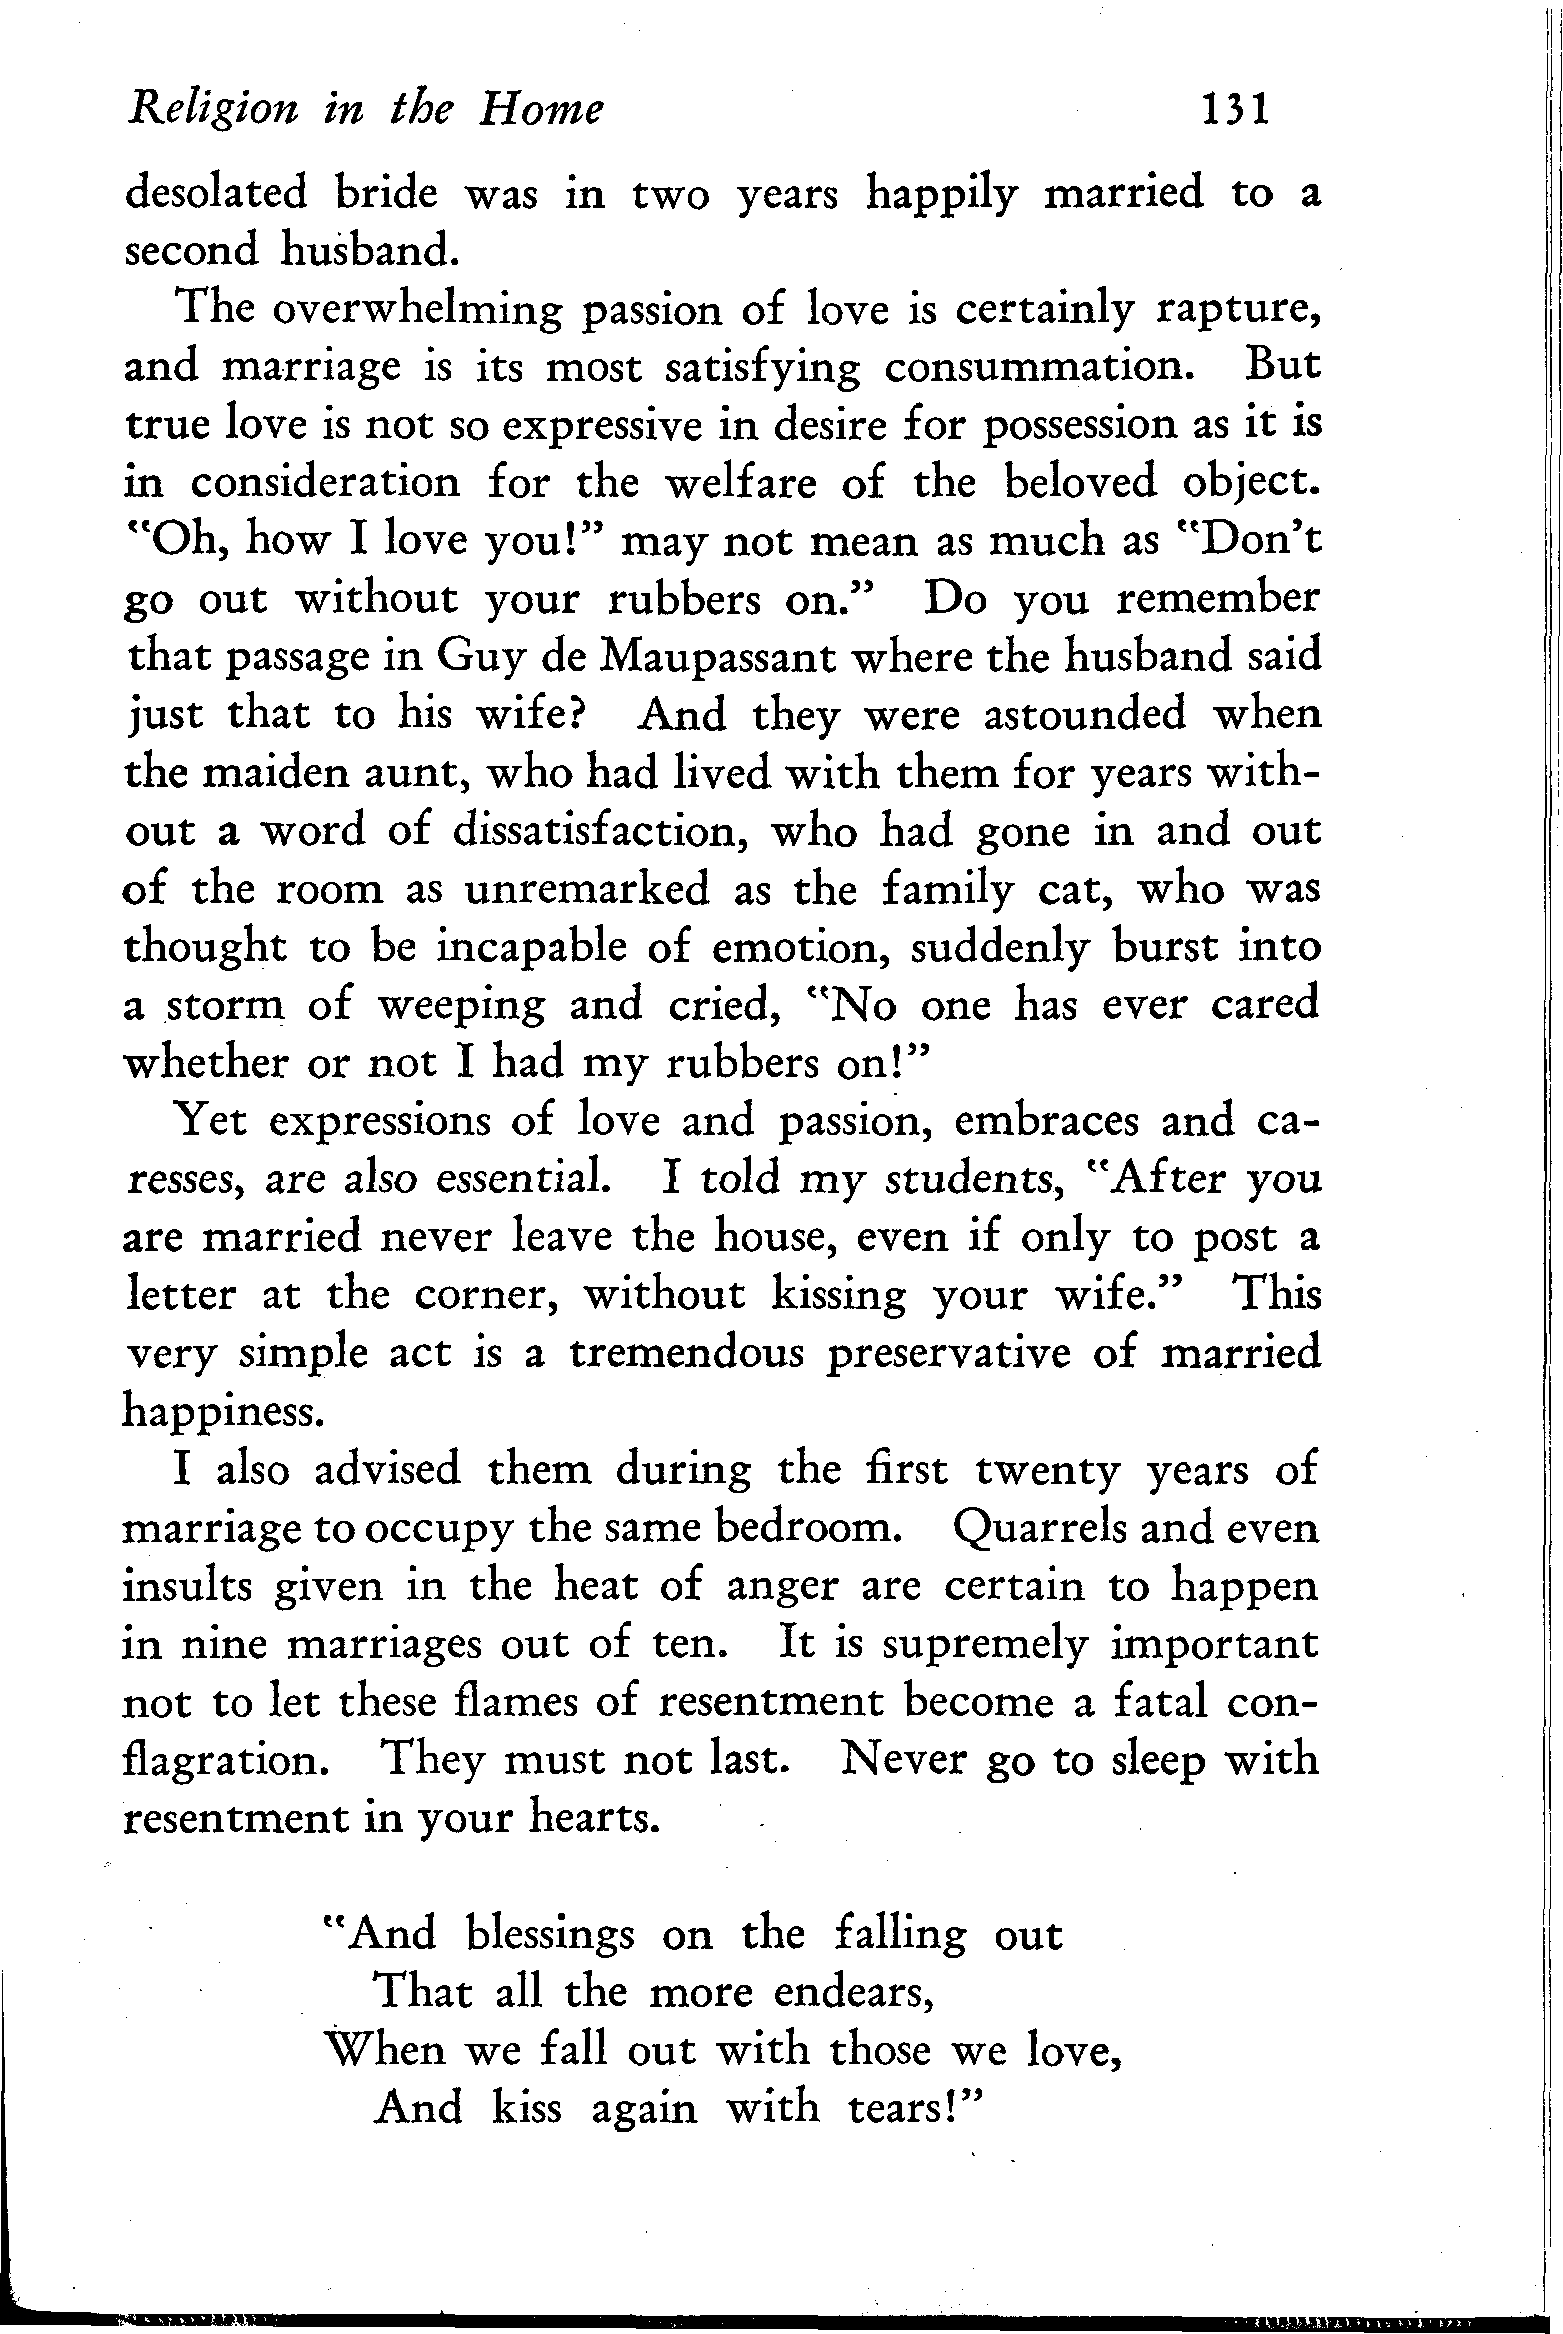 Religion in the Home 131
desolated bride was in two years happily married to a
second husband.
The overwhelming passion of love is certainly rapture,
and marriage is its most satisfying consummation. But
true love is not so expressive in desire for possession as it is
in consideration for the welfare of the beloved object.
"Oh, how I love you!" may not mean as much as "Don't
go out without your rubbers on." Do you remember
that passage in Guy de Maupassant where the husband said
just that to his wife? And they were astounded when
the maiden aunt, who had lived with them for years with-
out a word of dissatisfaction, who had gone in and out
of the room as unremarked as the family cat, who was
thought to be incapable of emotion, suddenly burst into
a storm of weeping and cried, "No one has ever cared
whether or not I had my rubbers on!"
Yet expressions of love and passion, embraces and ca-
resses, are also essential. I told my students, "After you
are married never leave the house, even if only to post a
letter at the corner, without kissing your wife." This
very simple act is a tremendous preservative of married
happiness.
I also advised them during the first twenty years of
marriage to occupy the same bedroom. Quarrels and even
insults given in the heat of anger are certain to happen
in nine marriages out of ten. It is supremely important
not to let these flames of resentment become a fatal con-
flagration. They must not last. Never go to sleep with
resentment in your hearts.
"And blessings on the falling out
That all the more endears,
When we fall out with those we love,
And kiss again with tears!"